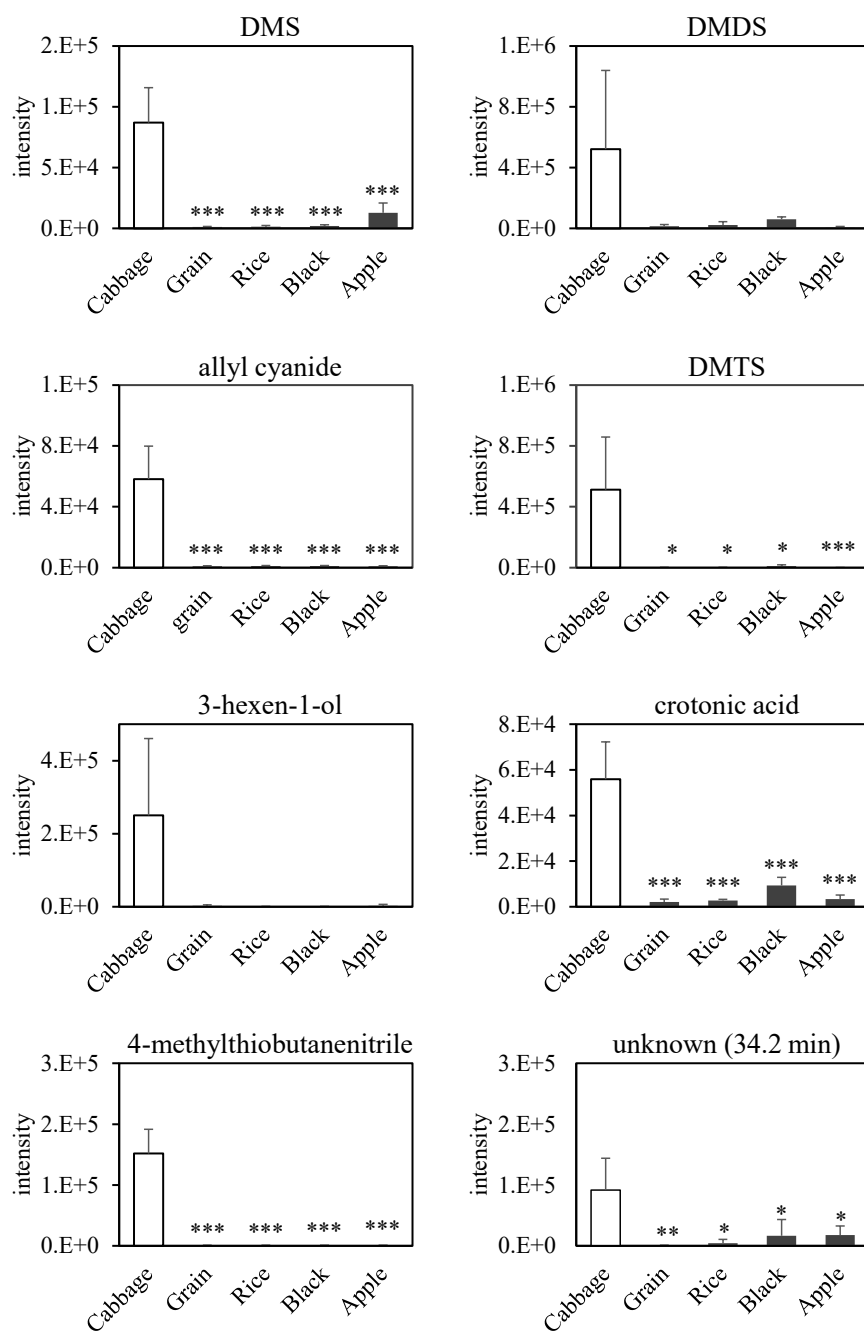 DMS
2.E+5
1.E+5
5.E+4
0.E+0
intensity
*** *** *** ***
Cabbage Grain Rice Black Apple
DMDS
1.E+6
8.E+5
4.E+5
0.E+0
intensity
Cabbage Grain Rice Black Apple
allyl cyanide
1.E+5
8.E+4
4.E+4
0.E+0
intensity
*** *** *** ***
Cabbage grain Rice Black Apple
DMTS
1.E+6
8.E+5
4.E+5
0.E+0
intensity
* * * ***
Cabbage Grain Rice Black Apple
3-hexen-1-ol
4.E+5
2.E+5
0.E+0
intensity
Cabbage Grain Rice Black Apple
crotonic acid
8.E+4
6.E+4
4.E+4
2.E+4
0.E+0
intensity
*** *** *** ***
Cabbage Grain Rice Black Apple
4-methylthiobutanenitrile
3.E+5
2.E+5
1.E+5
0.E+0
intensity
*** *** *** ***
Cabbage Grain Rice Black Apple
unknown (34.2 min)
3.E+5
2.E+5
1.E+5
0.E+0
intensity
** * * *
Cabbage Grain Rice Black Apple